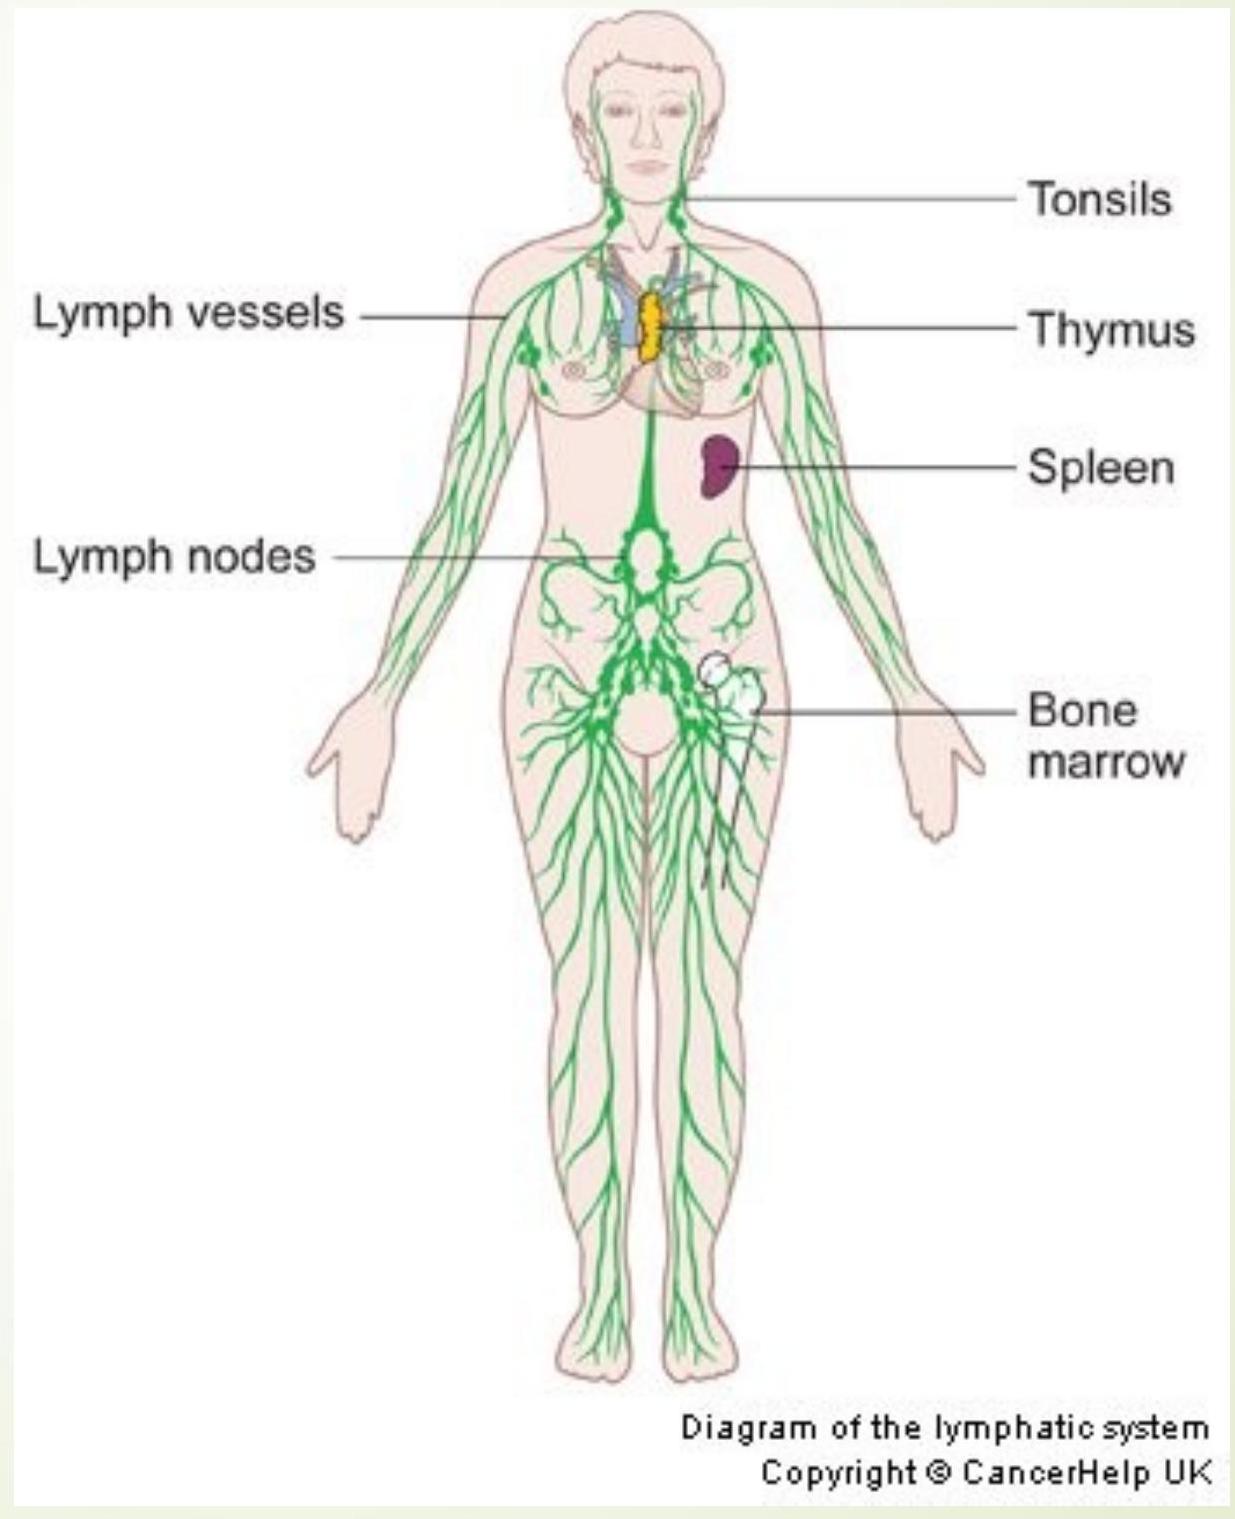 Tonsils
Lymph vessels
Thymus
Spleen
Lymph nodes
Bone
marrow
Diagram of the lymphatic system
Copyright © CancerHelp UK